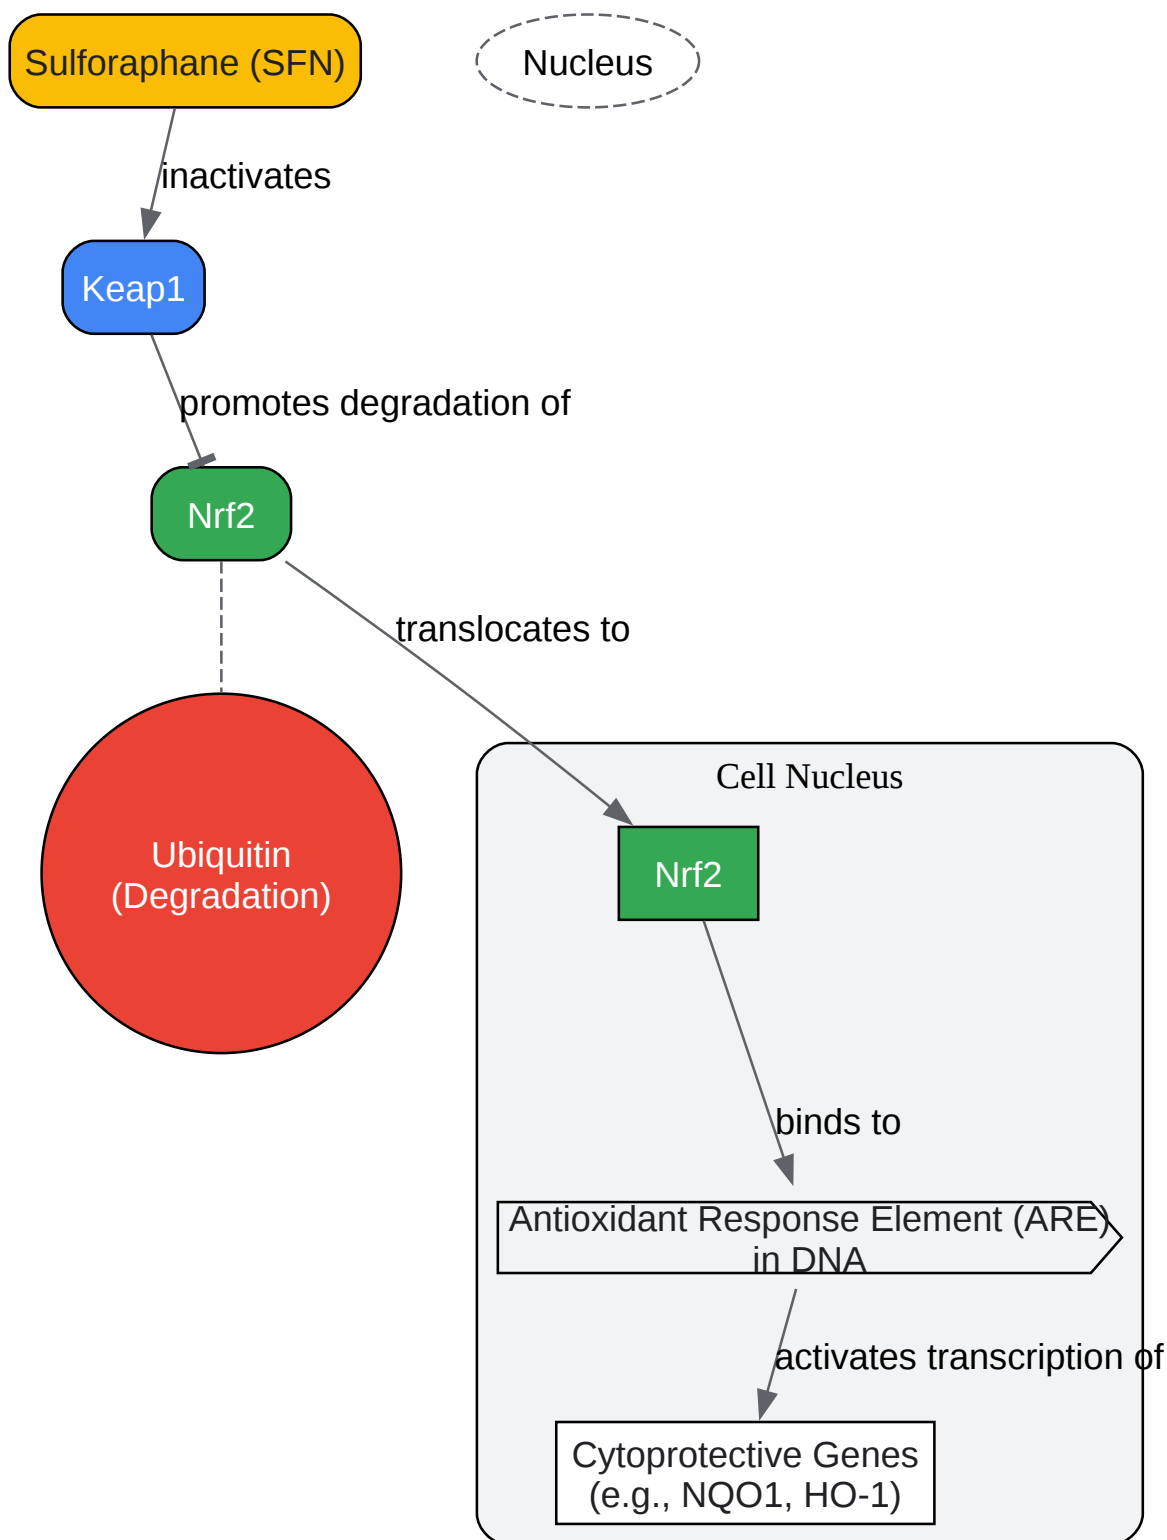 Sulforaphane (SFN)
Nucleus
inactivates
Keap1
promotes degradation of
Nrf2
translocates to
Cell Nucleus
Ubiquitin
(Degradation)
Nrf2
binds to
Antioxidant Response Element (ARE)
in DNA
activates transcription of
Cytoprotective Genes
(e.g., NQO1, HO-1)